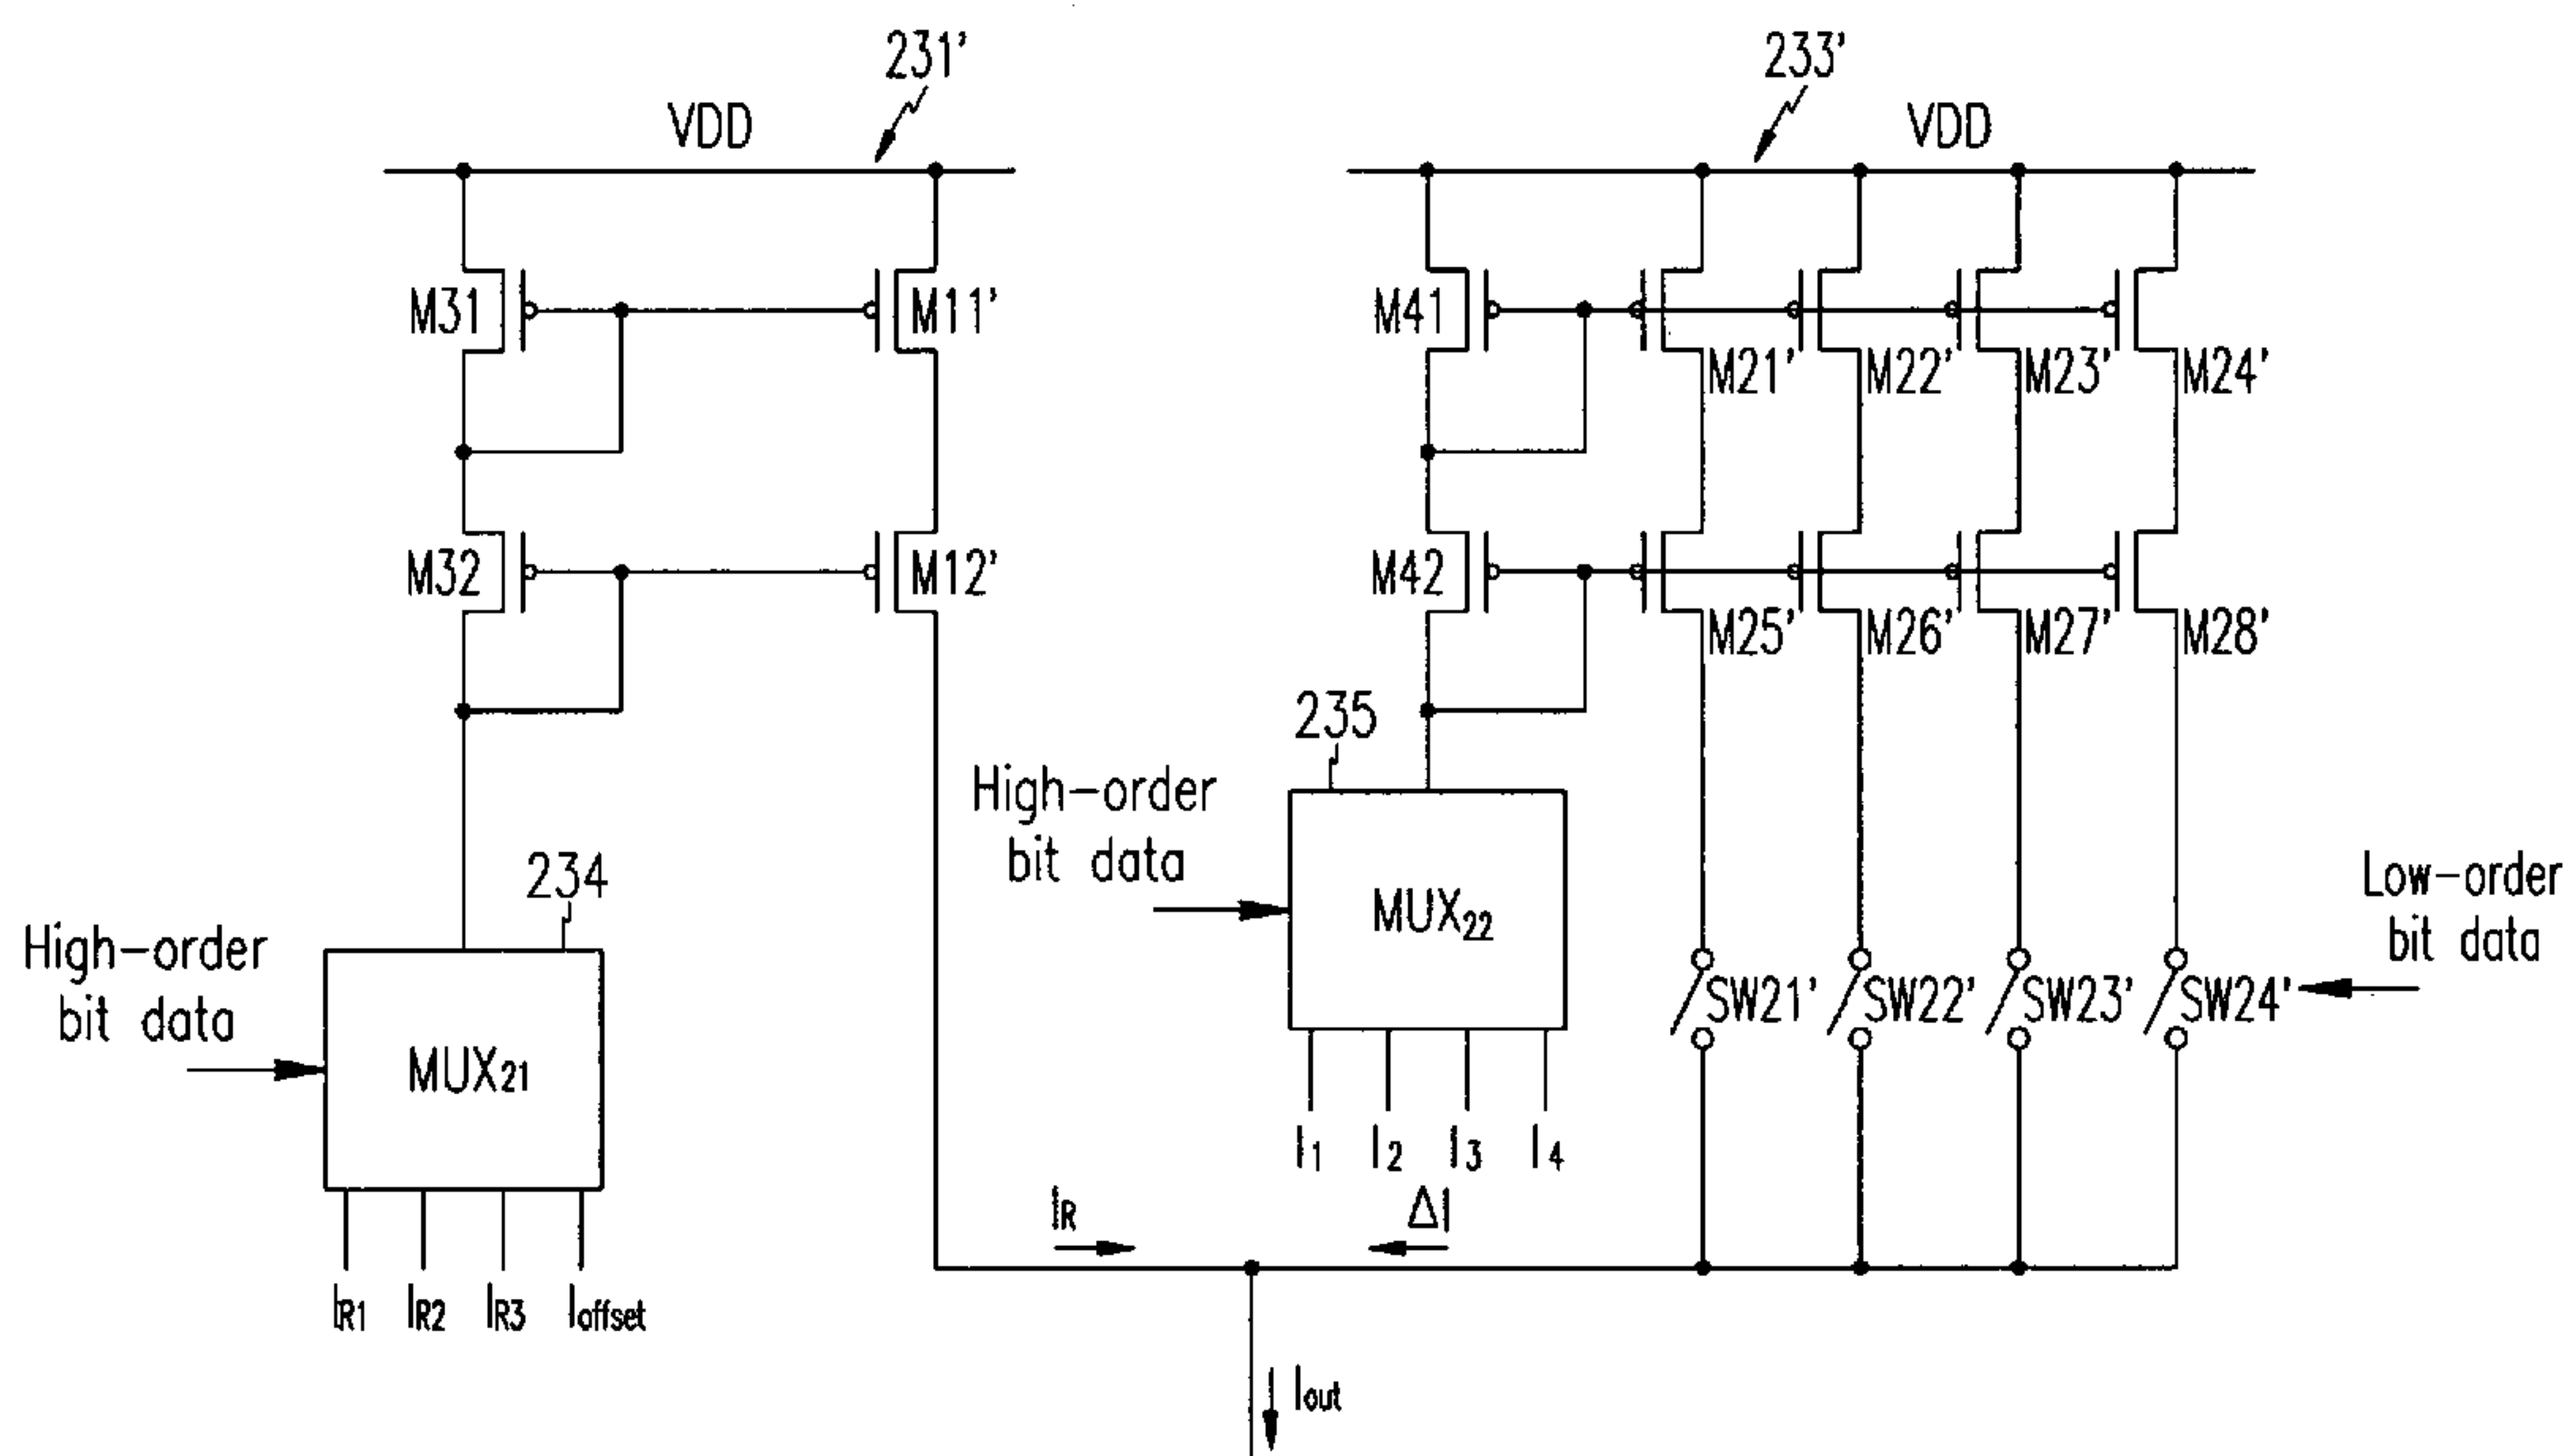 231'
233'
VDD
VDD
M31
M11'
M41
M21'
M22'
M23'
M24'
M32
M12'
M42
M25'
M26'
M27'
M28'
235
High-order
bit data
MUX22
234
High-order
bit data
MUX21
Low-order
bit data
SW21'
SW22'
SW23'
SW24'
I1
I2
I3
I4
IR
ΔI
IR1
IR2
IR3
Ioffset
Iout